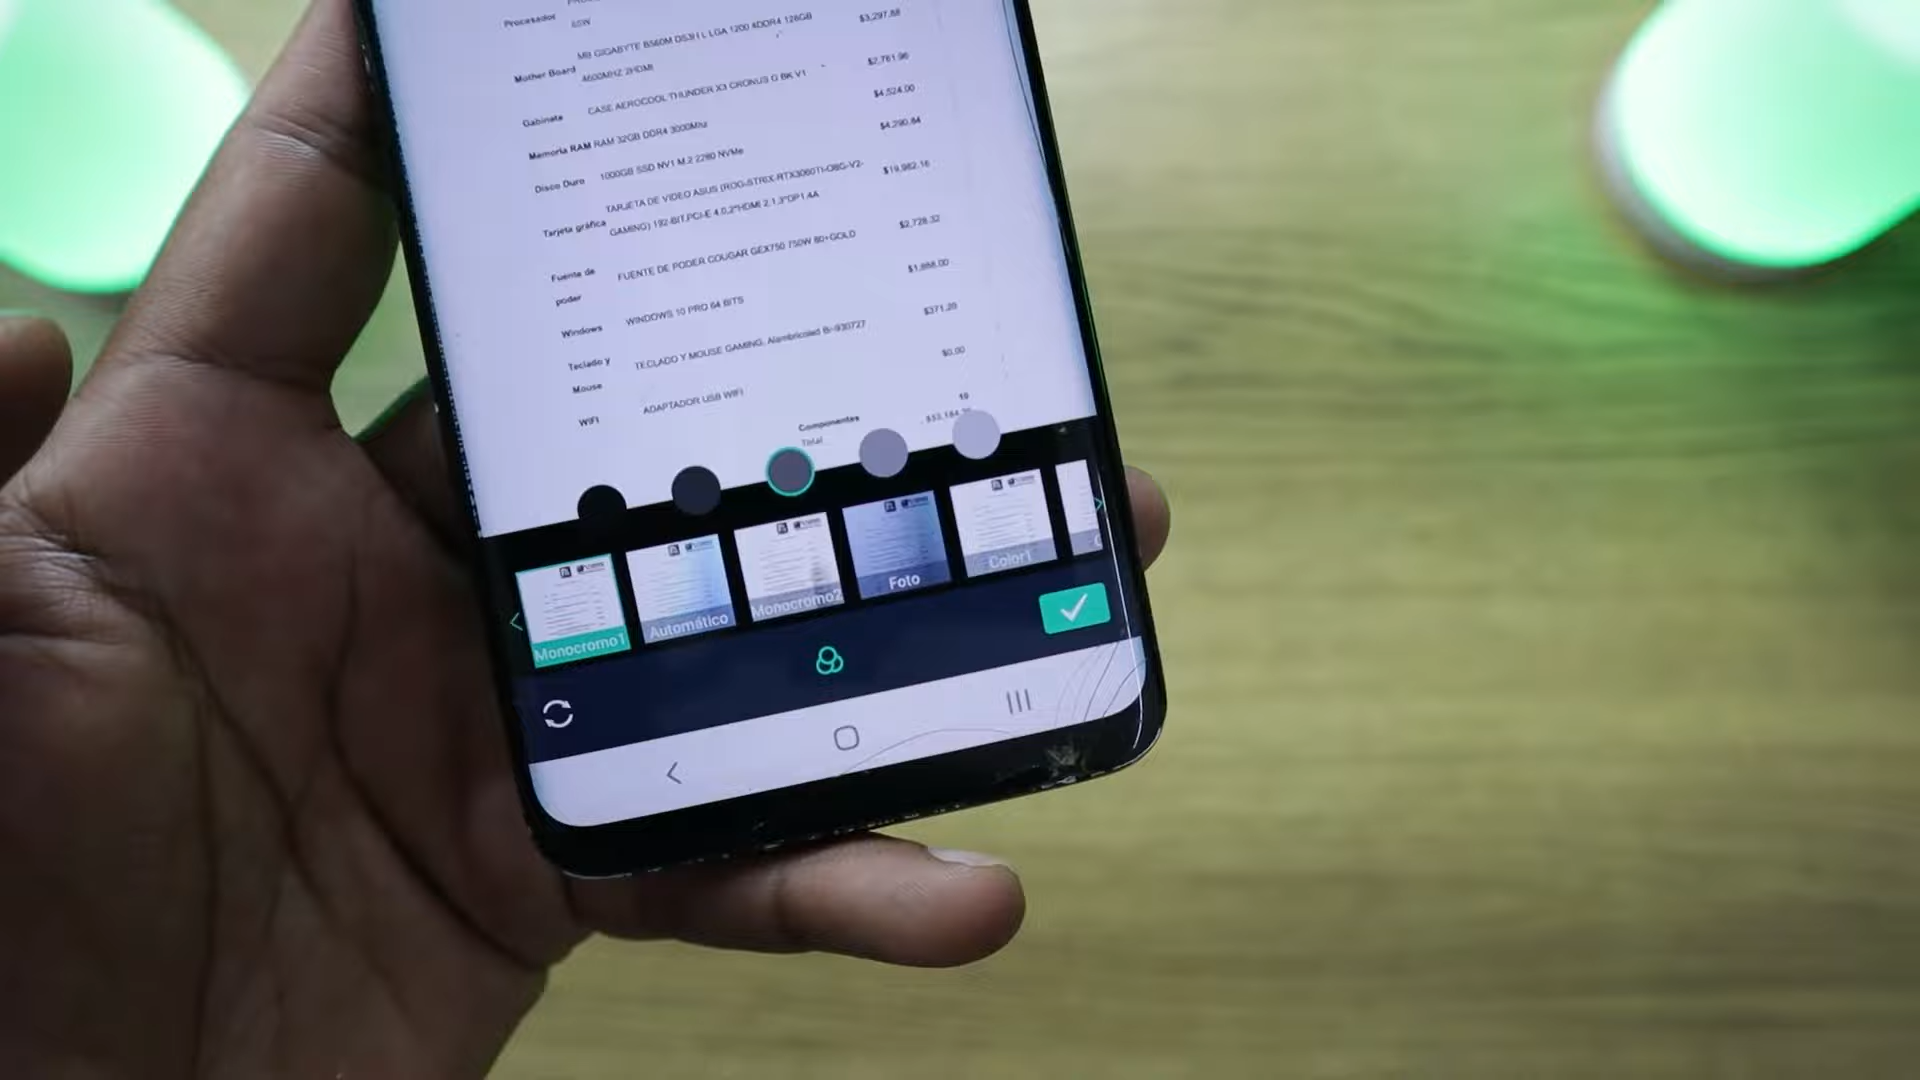 Procesador
65W
$3,297.88
MB GIGABYTE B560M DS3H L LGA 1200 4DDR4 128GB
Mother Board 4600MHZ 2HDMI
$2,761.96
Gabinete CASE AEROCOOL THUNDER X3 CRONUS G BK V1
$4,524.00
Memoria RAM RAM 32GB DDR4 3000Mhz
$4,290.84
Disco Duro 1000GB SSD NV1 M.2 2280 NVMe
$19,982.16
TARJETA DE VIDEO ASUS (ROG-STRIX-RTX3060TI-O8G-V2-
Tarjeta gráfica GAMING) 192-BIT,PCI-E 4.0,2*HDMI 2.1,3*DP1.4A
$2,728.32
Fuente de poder FUENTE DE PODER COUGAR GEX750 750W 80+GOLD
Windows WINDOWS 10 PRO 64 BITS
$371.20
Teclado y Mouse TECLADO Y MOUSE GAMING, Alambricoled Br-930727
$0.00
WIFI ADAPTADOR USB WIFI
Componentes 10
Total
Monocromo1
Automático
Monocromo2
Foto
Color1